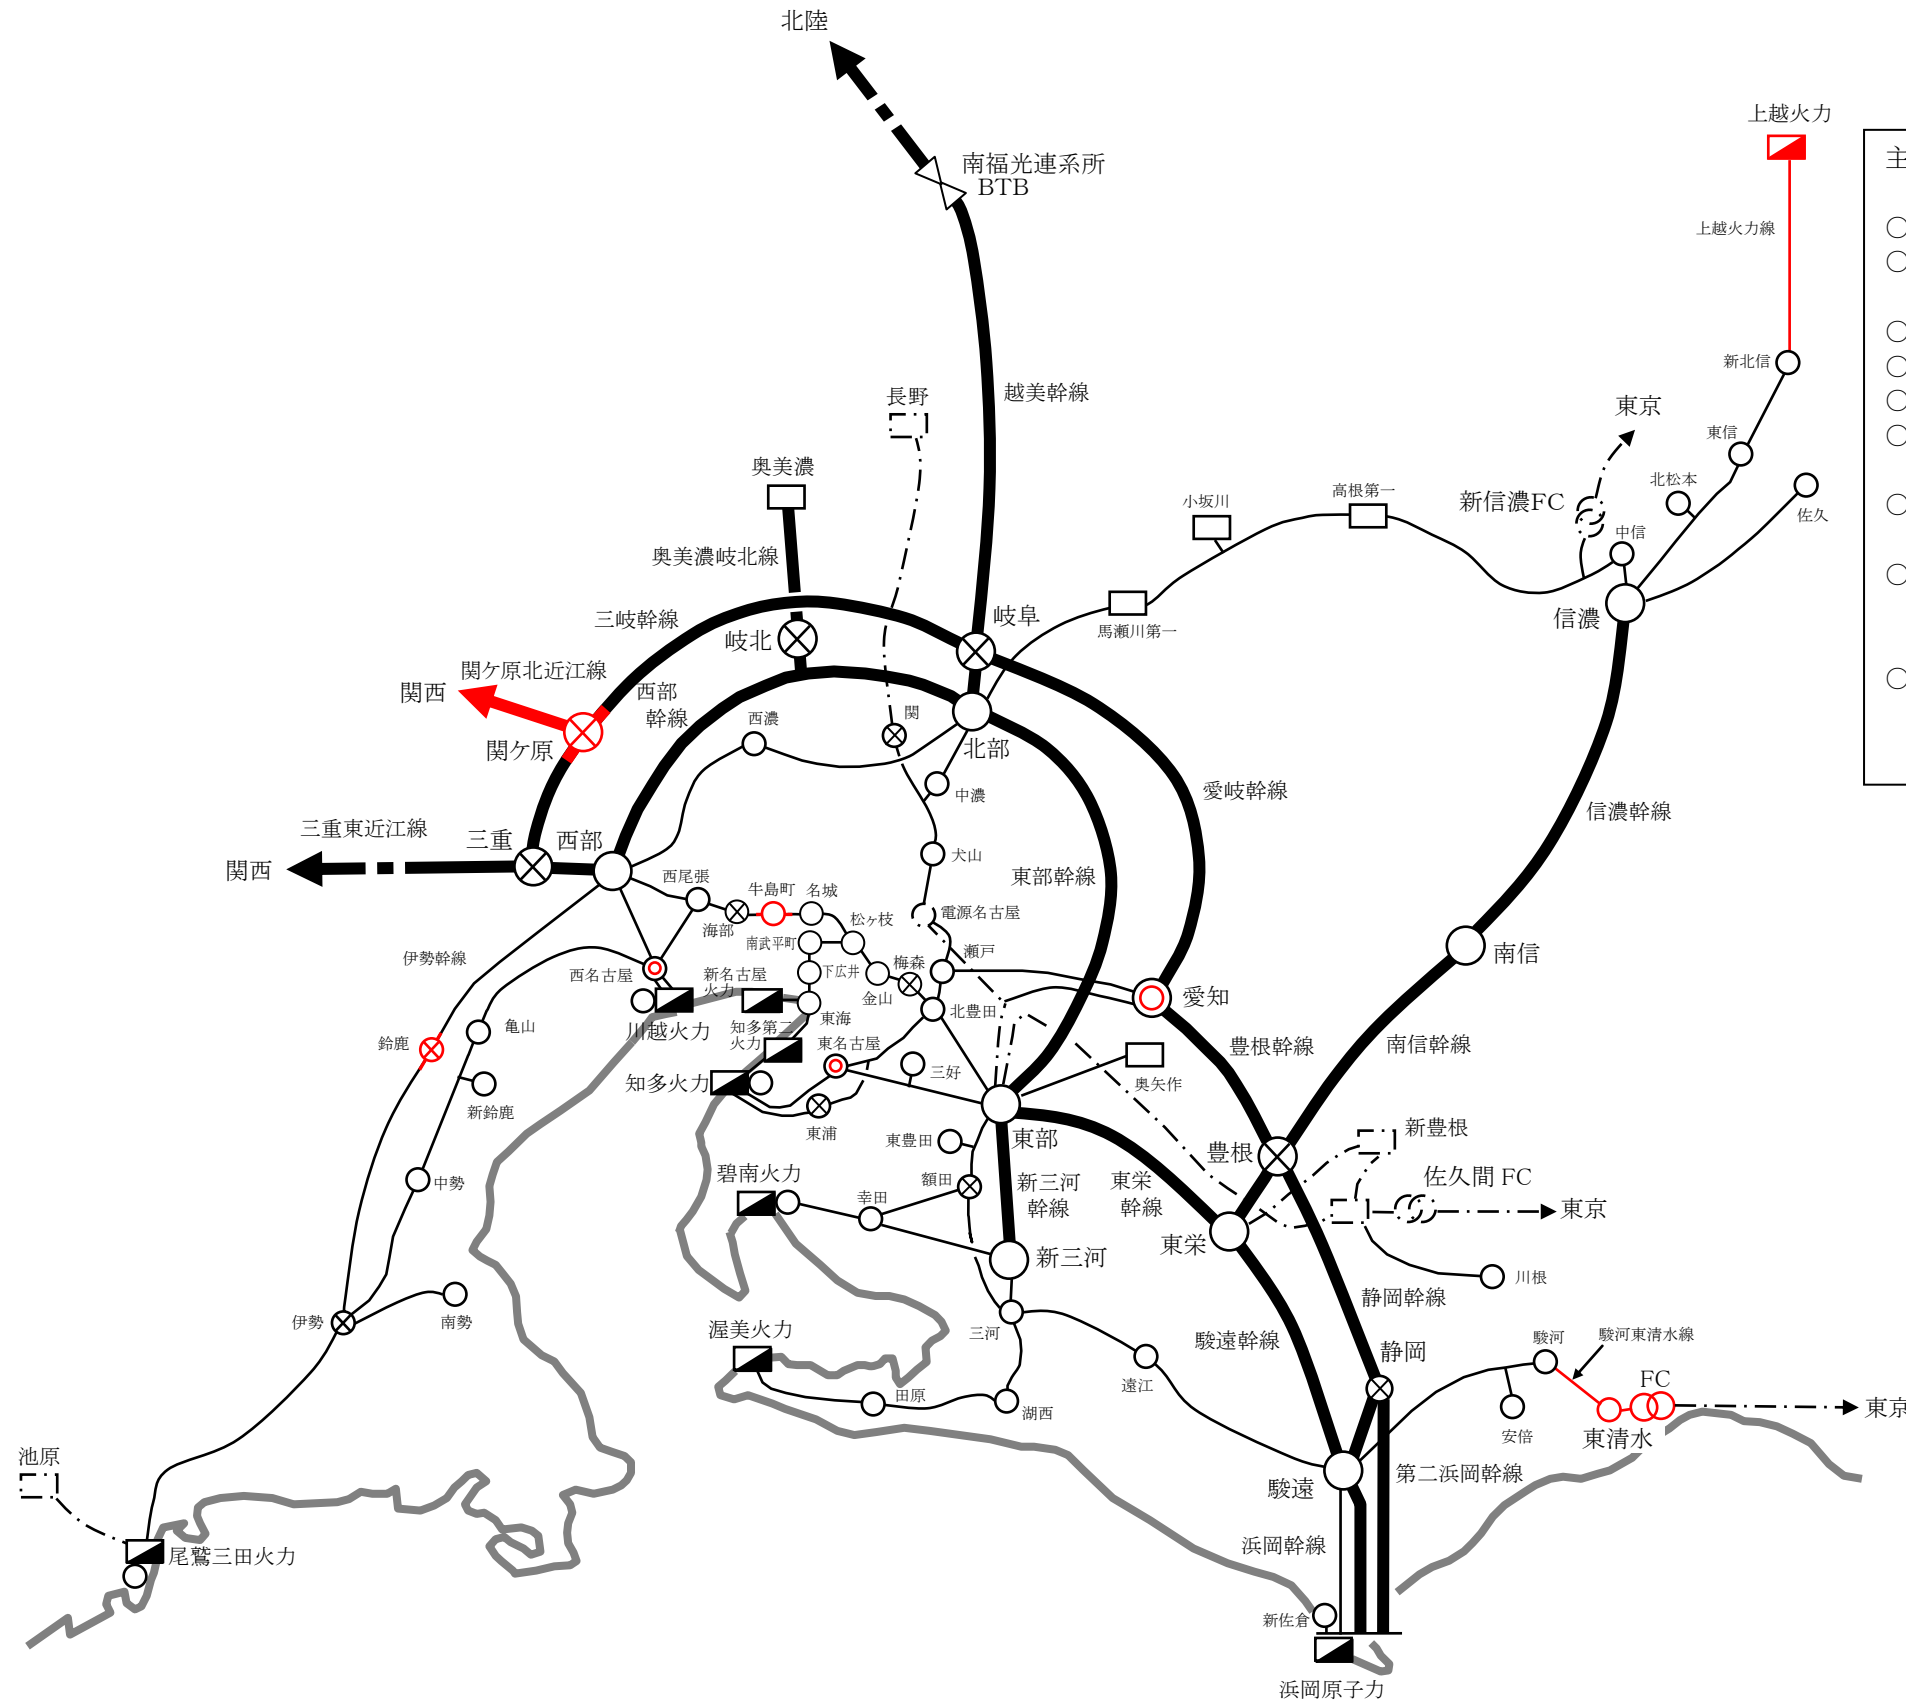 北陸
南福光連系所
BTB
上越火力
主
上越火力線
新北信
越美幹線
長野
東京
東信
奥美濃
北松本
小坂川
高根第一
新信濃FC
佐久
中信
奥美濃岐北線
三岐幹線
岐阜
岐北
馬瀬川第一
信濃
関ケ原北近江線
関西
西部
幹線
西濃
関
関ケ原
北部
中濃
愛岐幹線
信濃幹線
三重東近江線
三重
西部
関西
犬山
東部幹線
西尾張
牛島町
名城
松ヶ枝
電源名古屋
海部
南武平町
瀬戸
南信
伊勢幹線
西名古屋
新名古屋
火力
下広井
梅森
金山
愛知
川越火力
知多第二
火力
東海
北豊田
亀山
鈴鹿
東名古屋
豊根幹線
南信幹線
知多火力
三好
奥矢作
新鈴鹿
東浦
東豊田
東部
豊根
新豊根
中勢
碧南火力
額田
新三河
幹線
東栄
幹線
佐久間 FC
幸田
東京
東栄
新三河
川根
静岡幹線
伊勢
南勢
渥美火力
三河
駿遠幹線
静岡
駿河
駿河東清水線
遠江
FC
田原
湖西
東京
安倍
東清水
池原
駿遠
第二浜岡幹線
浜岡幹線
尾鷲三田火力
新佐倉
浜岡原子力